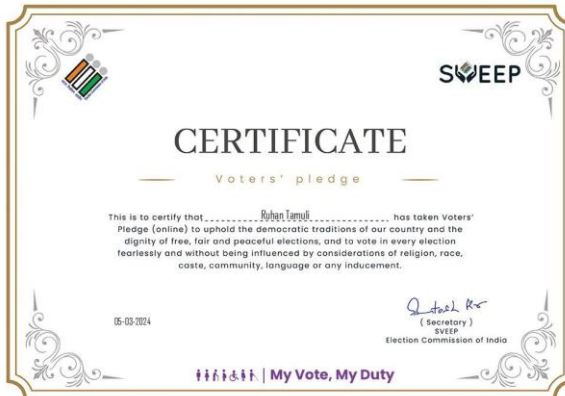 SVEEP
CERTIFICATE
Voters' pledge
This is to certify that Ruhan Tamuli has taken Voters'
Pledge (online) to uphold the democratic traditions of our country and the
dignity of free, fair and peaceful elections, and to vote in every election
fearlessly and without being influenced by considerations of religion, race,
caste, community, language or any inducement.
05-03-2024
( Secretary )
SVEEP
Election Commission of India
My Vote, My Duty